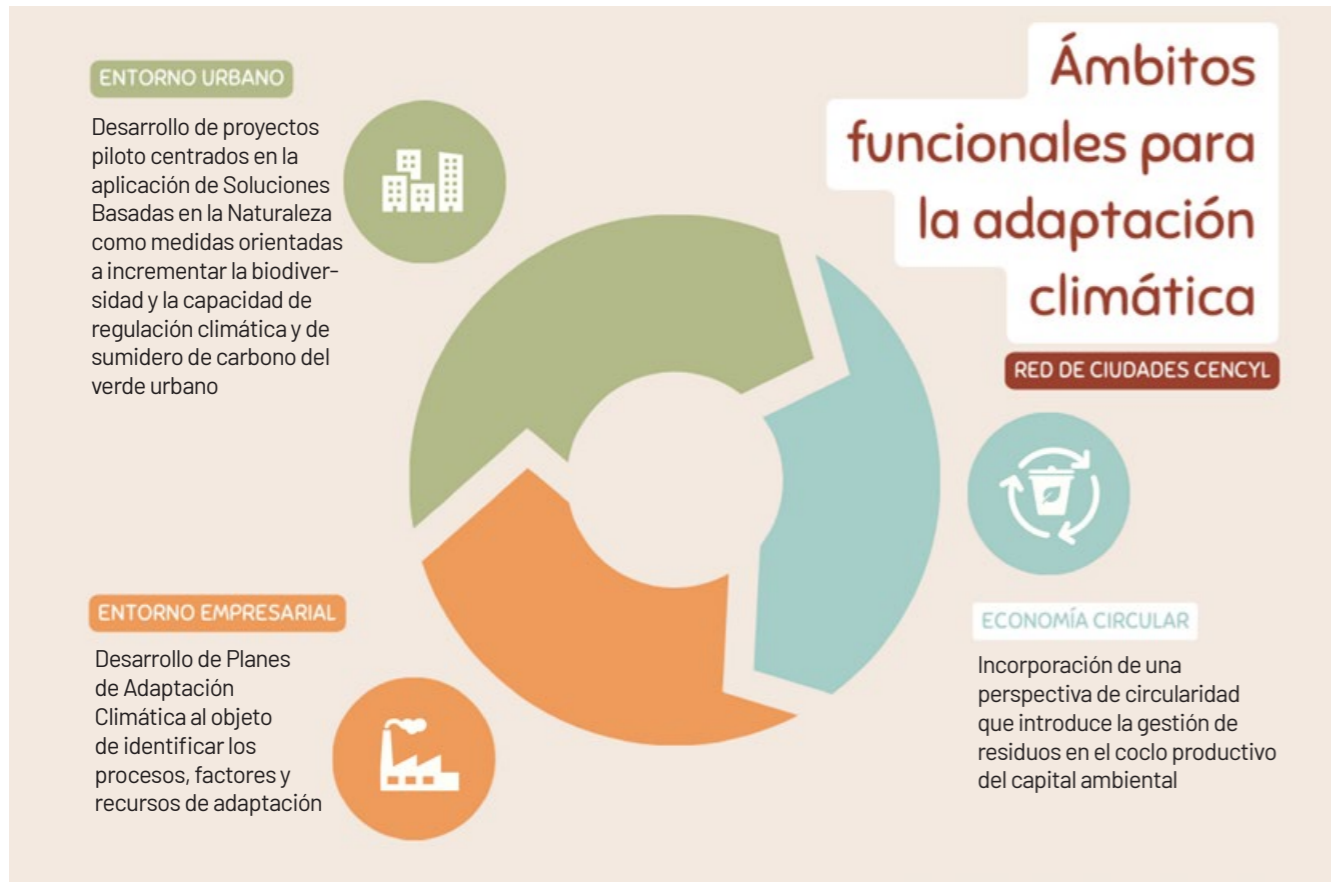 Ámbitos
funcionales para
la adaptación
climática
RED DE CIUDADES CENCYL
ENTORNO URBANO
Desarrollo de proyectos
piloto centrados en la
aplicación de Soluciones
Basadas en la Naturaleza
como medidas orientadas
a incrementar la biodiver-
sidad y la capacidad de
regulación climática y de
sumidero de carbono del
verde urbano
ECONOMÍA CIRCULAR
Incorporación de una
perspectiva de circularidad
que introduce la gestión de
residuos en el coclo productivo
del capital ambiental
ENTORNO EMPRESARIAL
Desarrollo de Planes
de Adaptación
Climática al objeto
de identificar los
procesos, factores y
recursos de adaptación